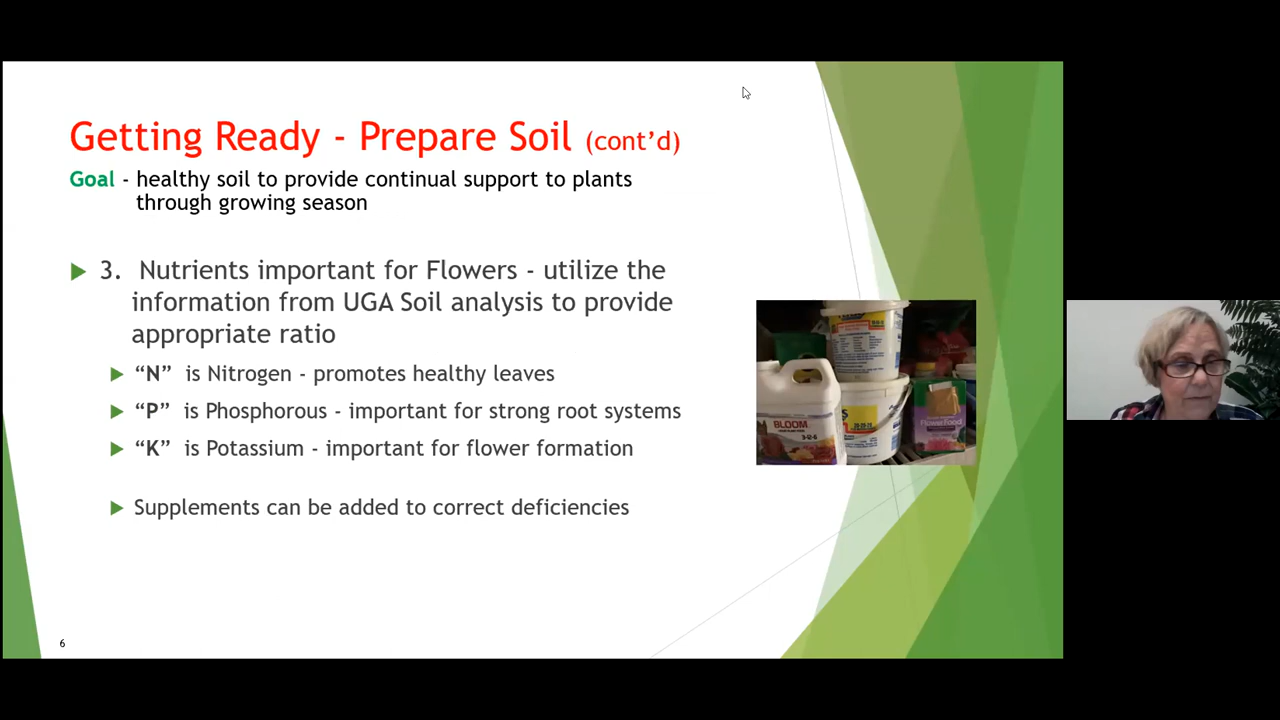 Getting Ready - Prepare Soil (cont’d)
Goal - healthy soil to provide continual support to plants
through growing season
3. Nutrients important for Flowers - utilize the
information from UGA Soil analysis to provide
appropriate ratio
“N” is Nitrogen - promotes healthy leaves
“P” is Phosphorous - important for strong root systems
“K” is Potassium - important for flower formation
Supplements can be added to correct deficiencies
BLOOM
3-12-6
20-20-20
Flower Food
6